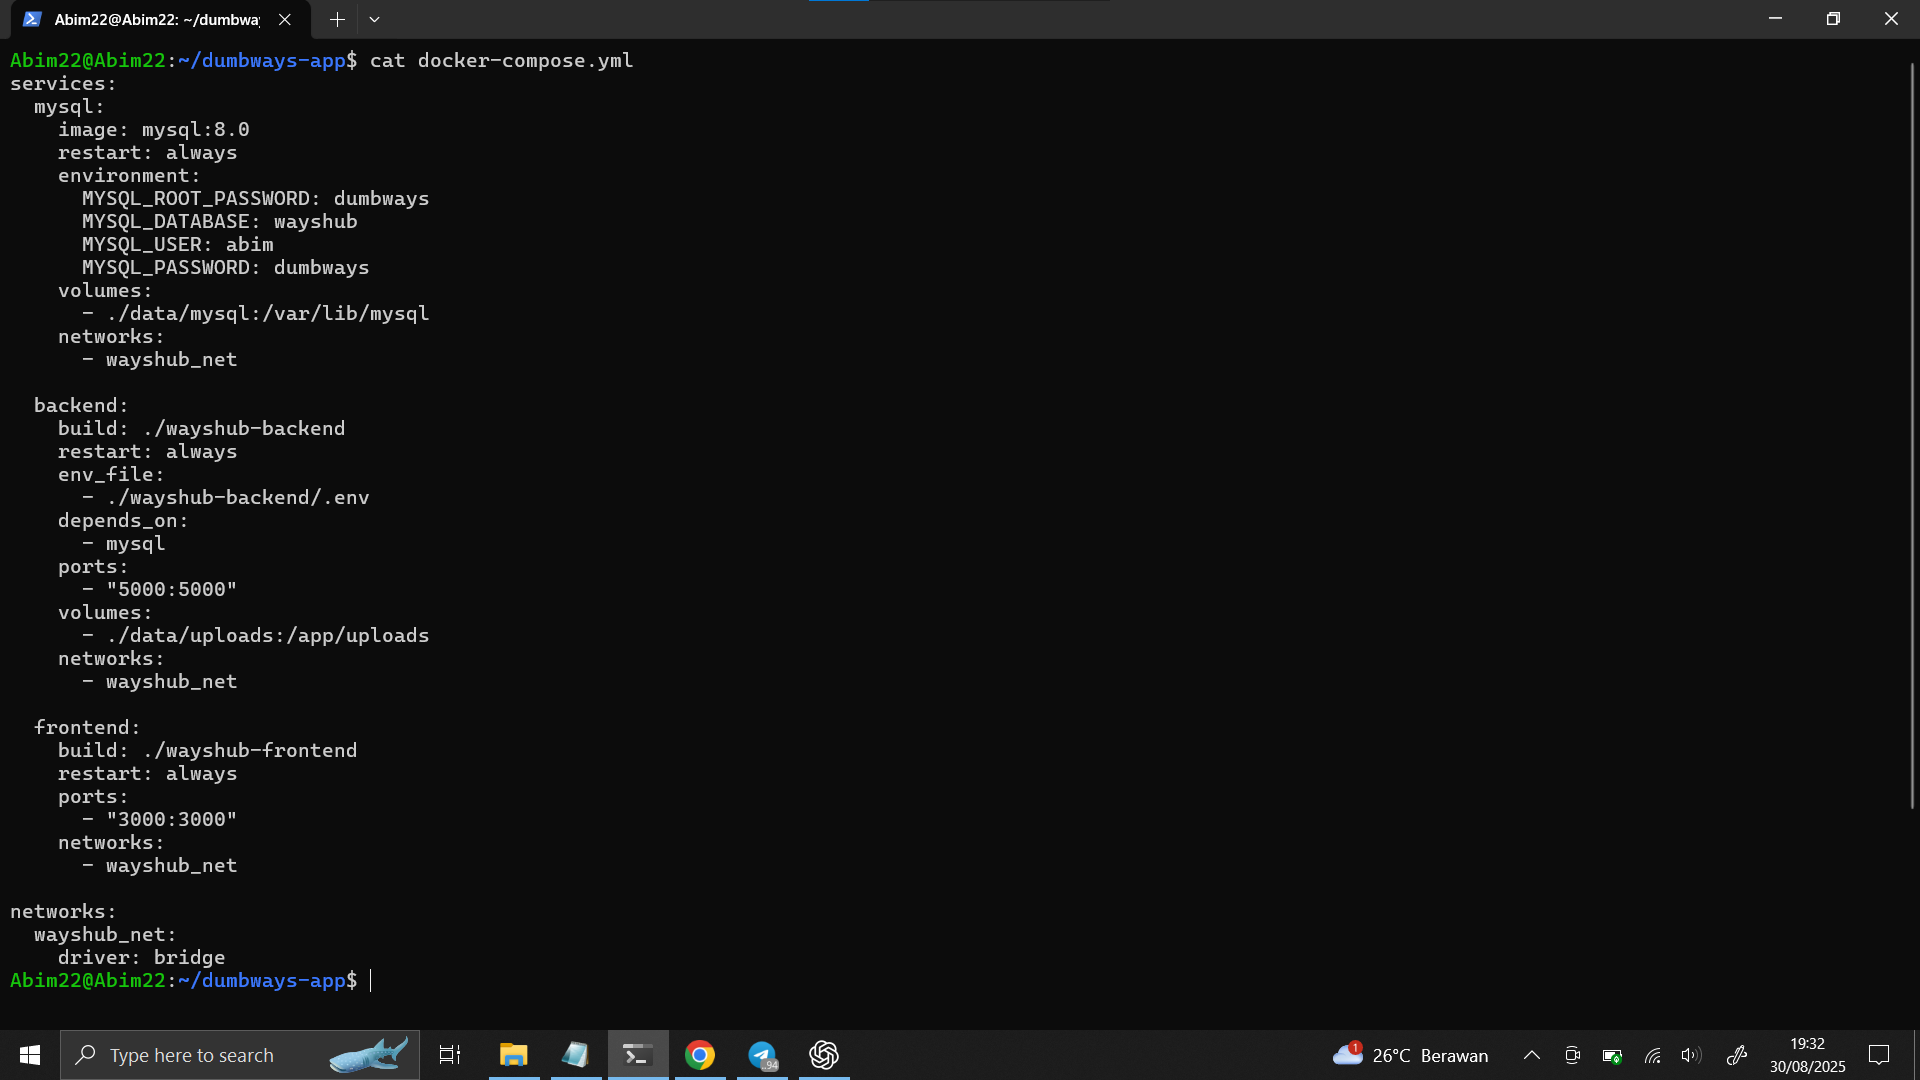 Abim22@Abim22: ~/dumbway
Abim22@Abim22:~/dumbways-app$ cat docker-compose.yml
services:
  mysql:
    image: mysql:8.0
    restart: always
    environment:
      MYSQL_ROOT_PASSWORD: dumbways
      MYSQL_DATABASE: wayshub
      MYSQL_USER: abim
      MYSQL_PASSWORD: dumbways
    volumes:
      - ./data/mysql:/var/lib/mysql
    networks:
      - wayshub_net

  backend:
    build: ./wayshub-backend
    restart: always
    env_file:
      - ./wayshub-backend/.env
    depends_on:
      - mysql
    ports:
      - "5000:5000"
    volumes:
      - ./data/uploads:/app/uploads
    networks:
      - wayshub_net

  frontend:
    build: ./wayshub-frontend
    restart: always
    ports:
      - "3000:3000"
    networks:
      - wayshub_net

networks:
  wayshub_net:
    driver: bridge
Abim22@Abim22:~/dumbways-app$
Type here to search
.94
1
26°C Berawan
19:32
30/08/2025